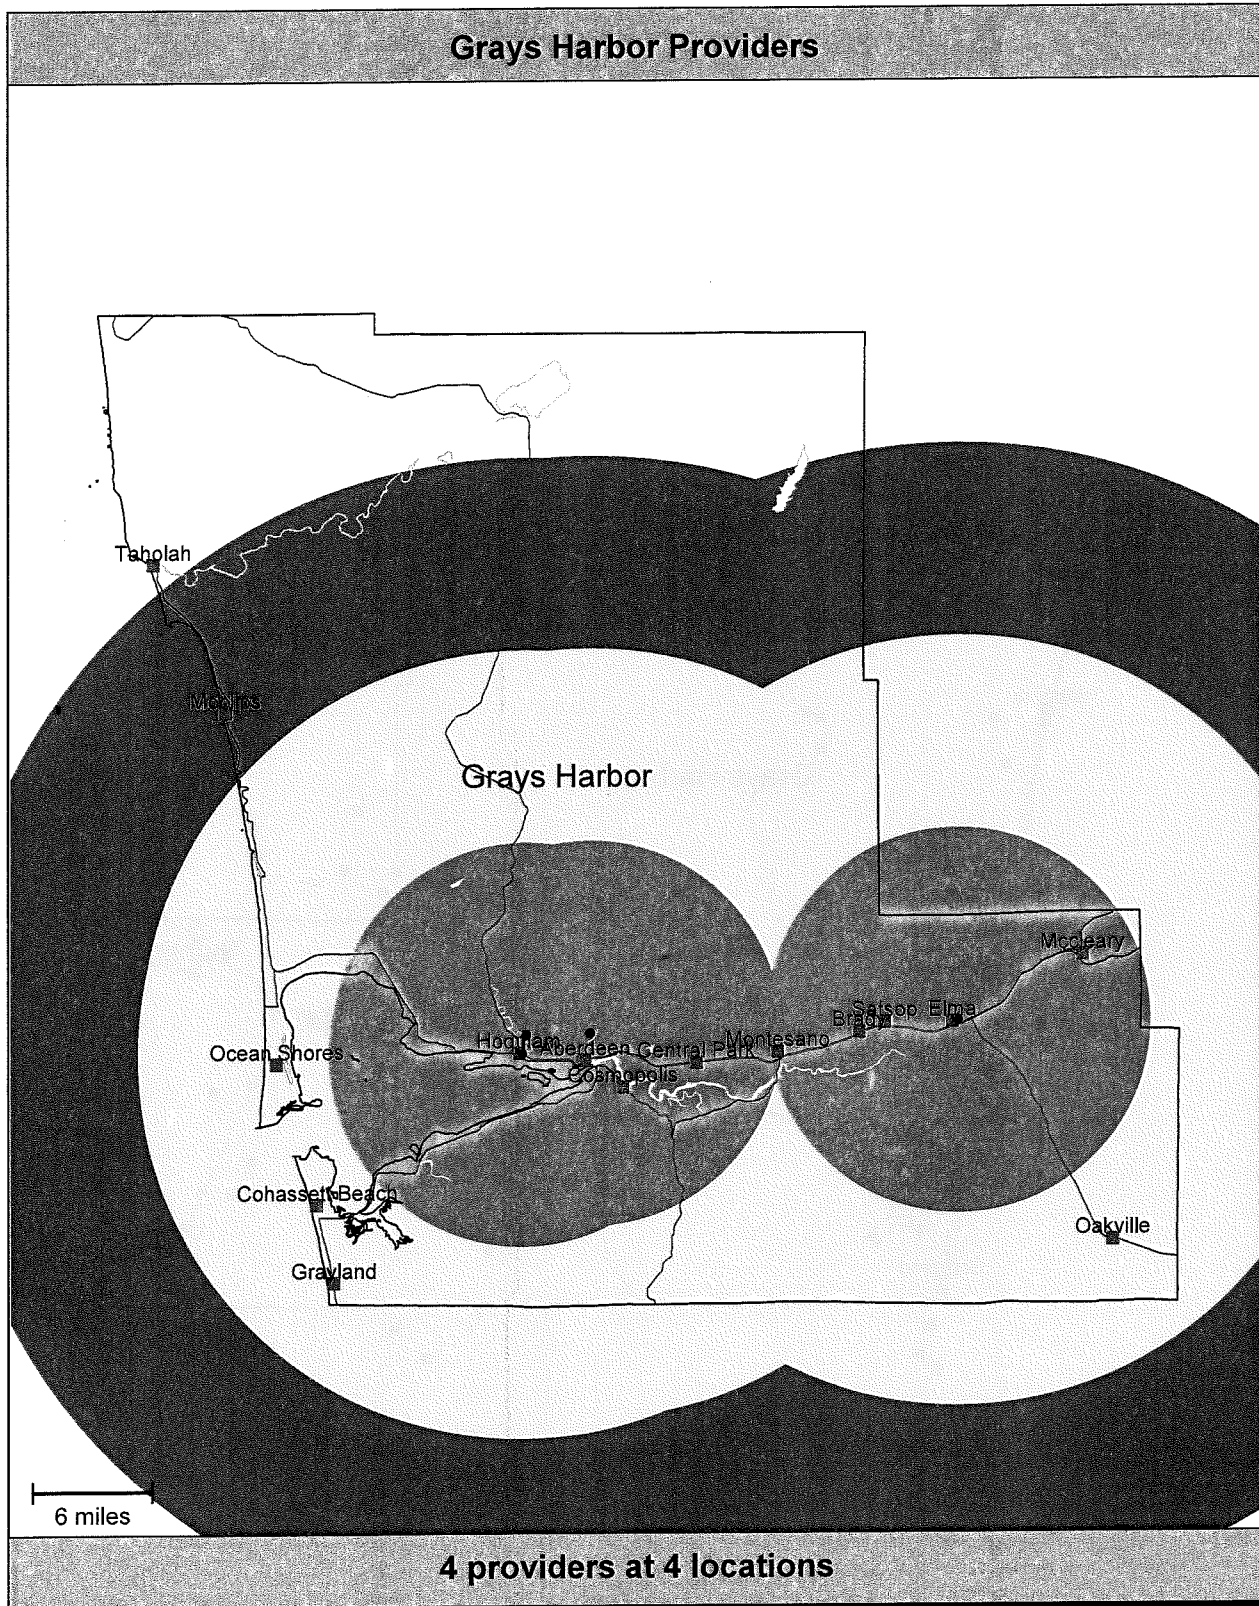 Grays Harbor Providers
Taholah
Moclips
Grays Harbor
Mccleary
Satsop Elma
Brady
Ocean Shores
Hoquiam
Aberdeen Central Park
Montesano
Cosmopolis
Cohassett Beach
Oakville
Grayland
6 miles
4 providers at 4 locations